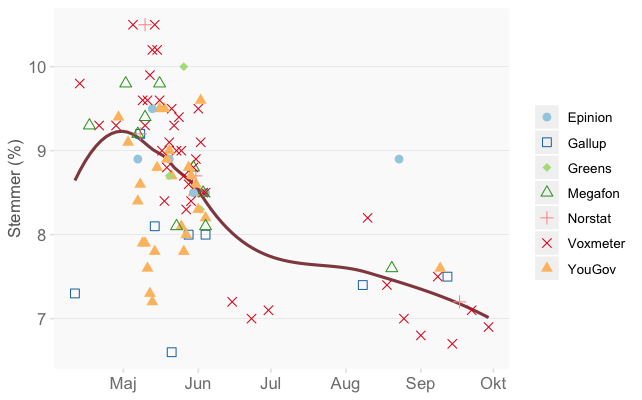 10
9
8
7
Stemmer (%)
Maj Jun Jul Aug Sep Okt
Epinion
Gallup
Greens
Megafon
Norstat
Voxmeter
YouGov